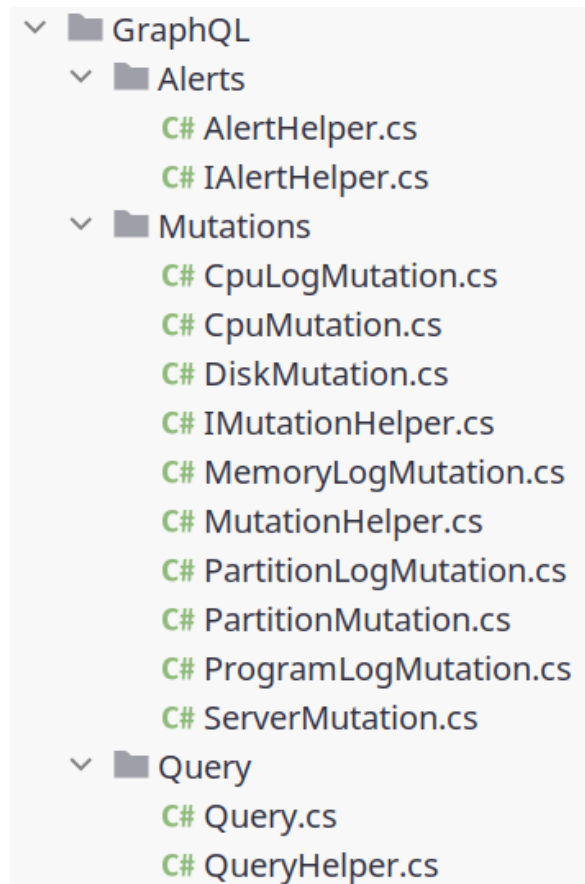 GraphQL
Alerts
C# AlertHelper.cs
C# IAlertHelper.cs
Mutations
C# CpuLogMutation.cs
C# CpuMutation.cs
C# DiskMutation.cs
C# IMutationHelper.cs
C# MemoryLogMutation.cs
C# MutationHelper.cs
C# PartitionLogMutation.cs
C# PartitionMutation.cs
C# ProgramLogMutation.cs
C# ServerMutation.cs
Query
C# Query.cs
C# QueryHelper.cs